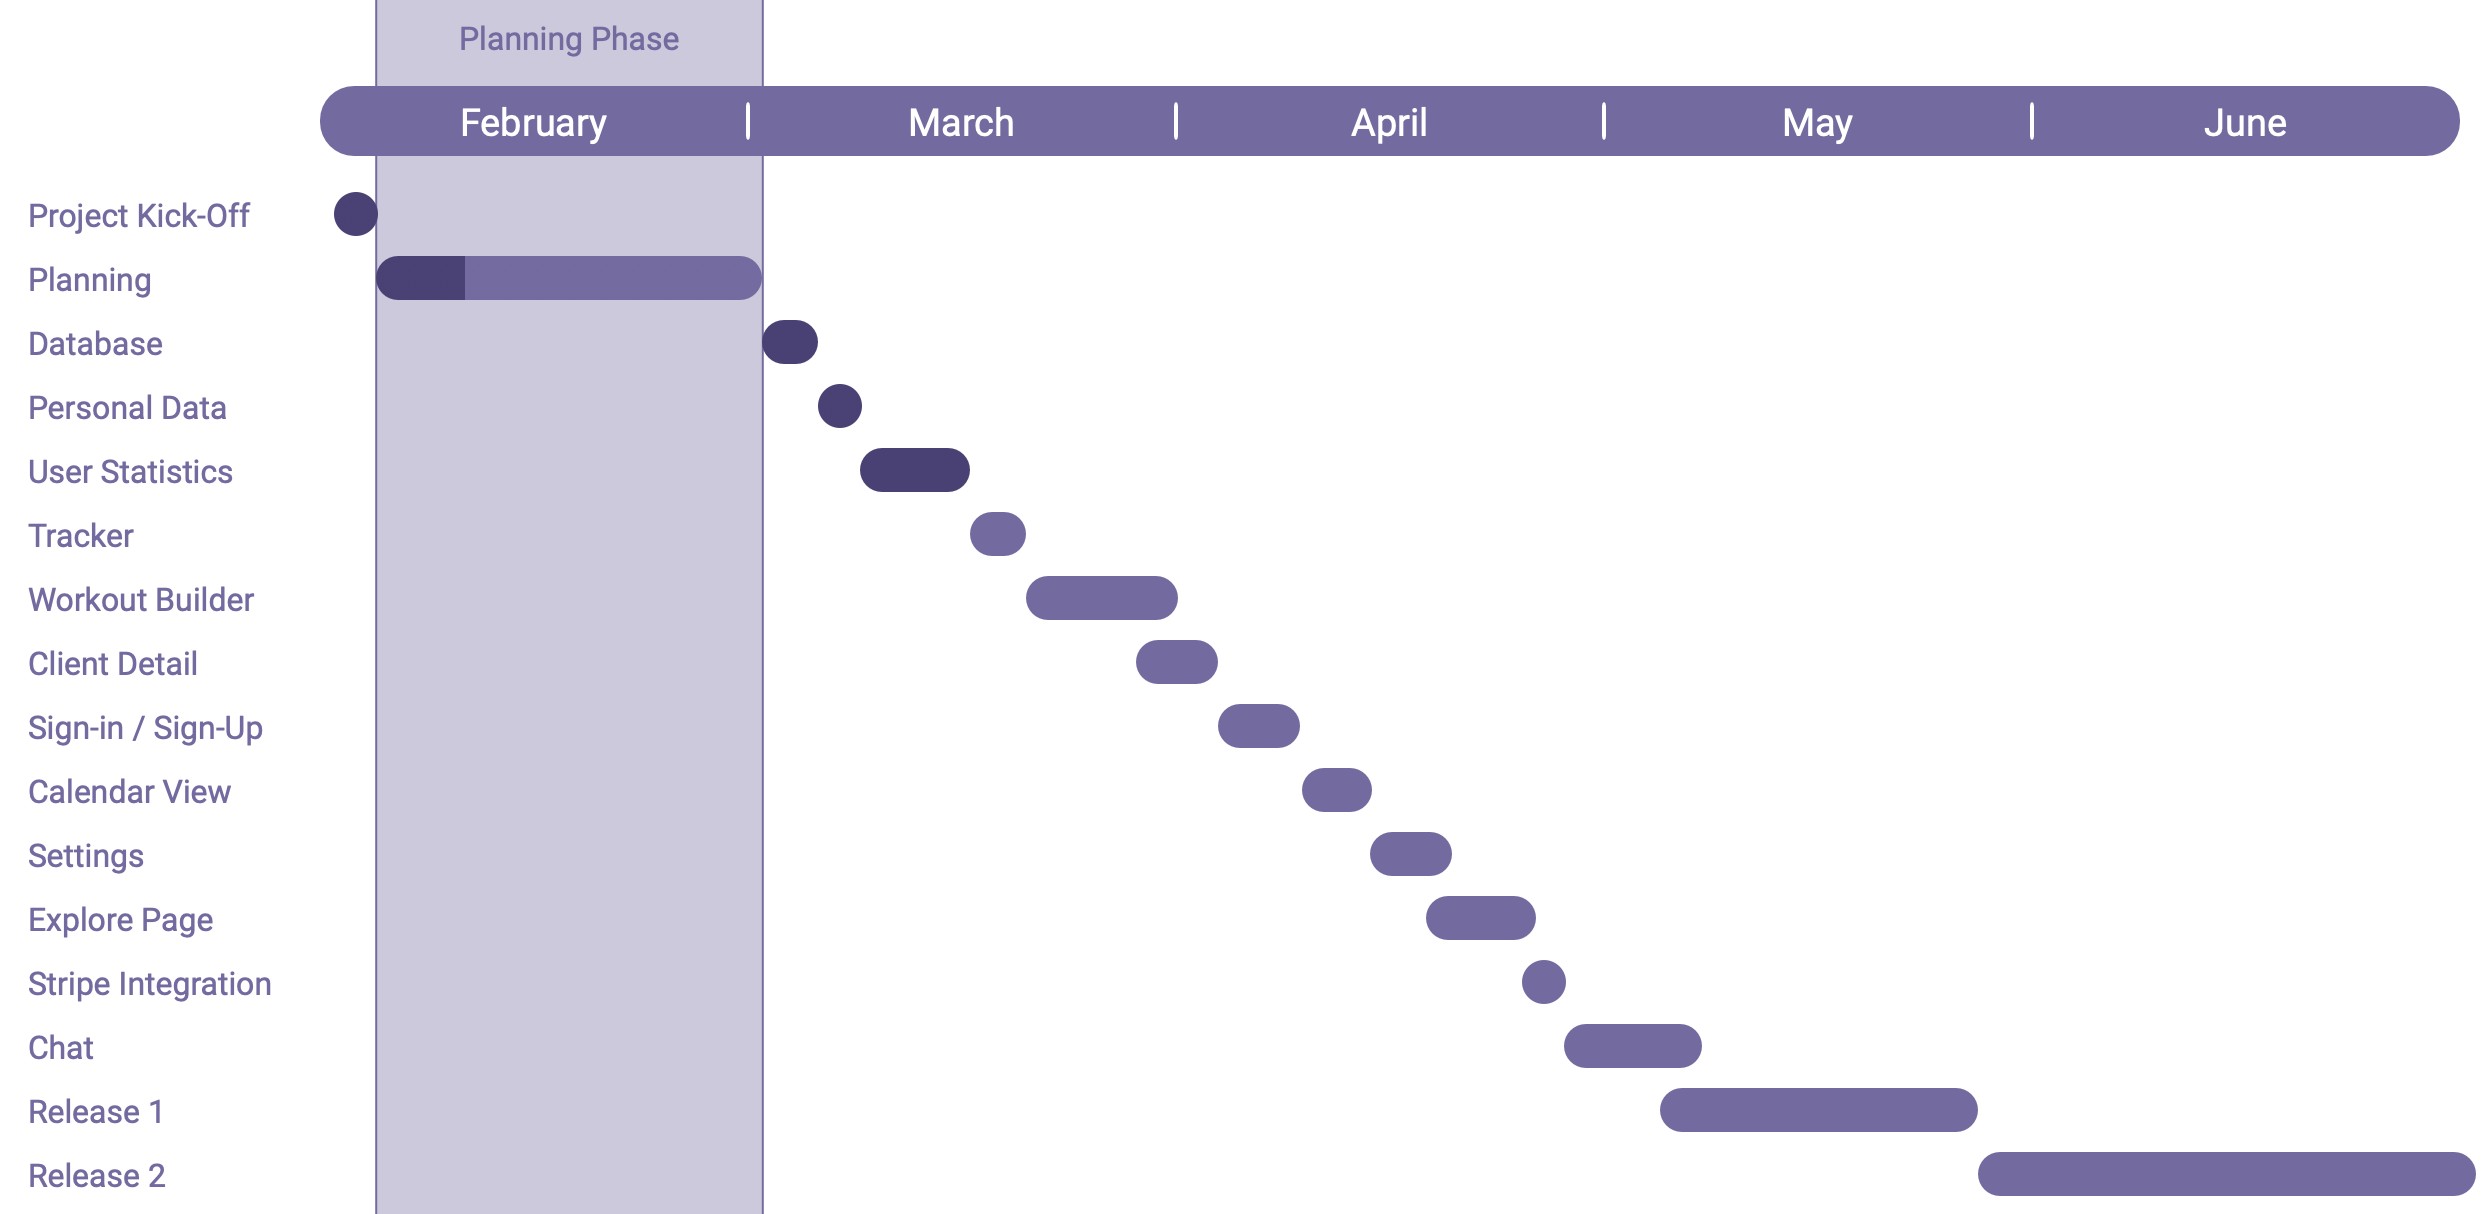 Planning Phase
February March April May June
Project Kick-Off
Planning
Database
Personal Data
User Statistics
Tracker
Workout Builder
Client Detail
Sign-in / Sign-Up
Calendar View
Settings
Explore Page
Stripe Integration
Chat
Release 1
Release 2